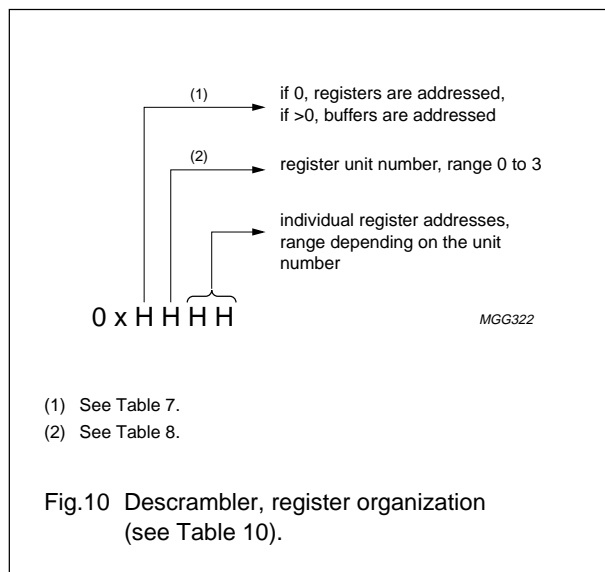 (1)
if 0, registers are addressed,
if >0, buffers are addressed
(2)
register unit number, range 0 to 3
individual register addresses,
range depending on the unit
number
0 x H H H H
MGG322
(1) See Table 7.
(2) See Table 8.
Fig.10 Descrambler, register organization
(see Table 10).